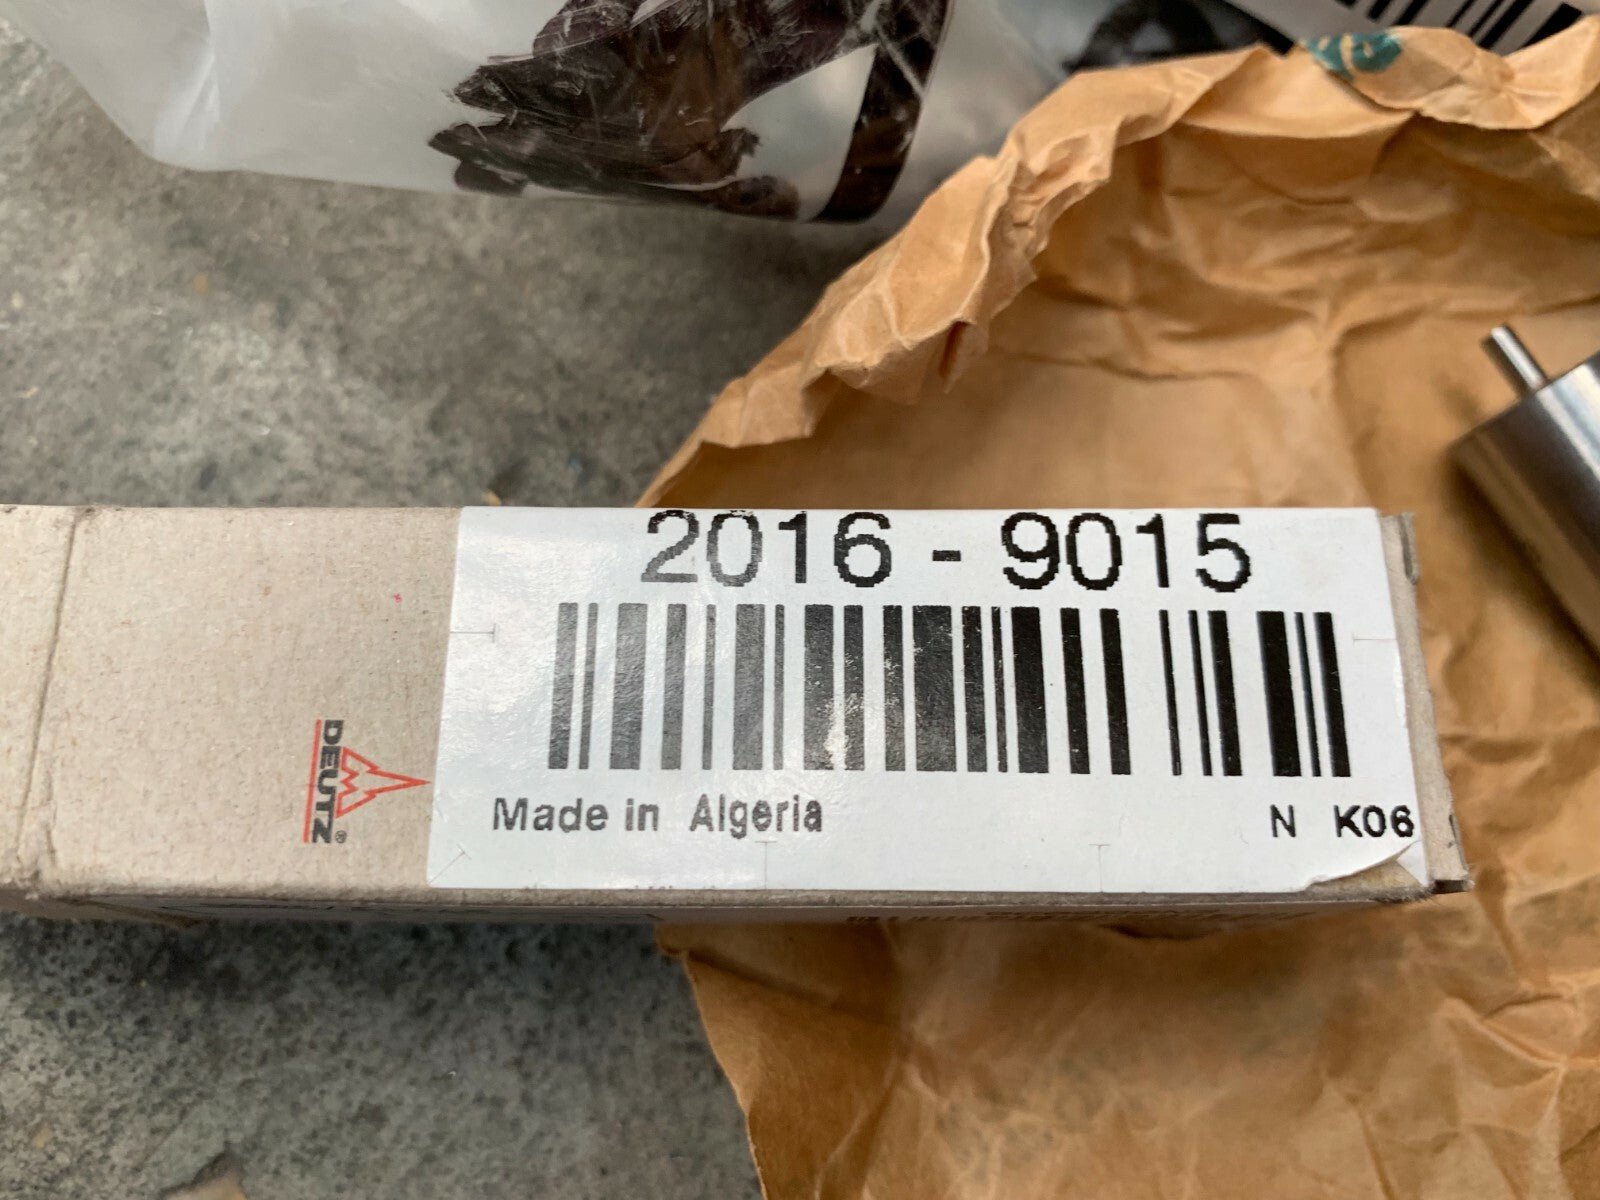 2016 - 9015
Made in Algeria
N K06
DEUTZ®